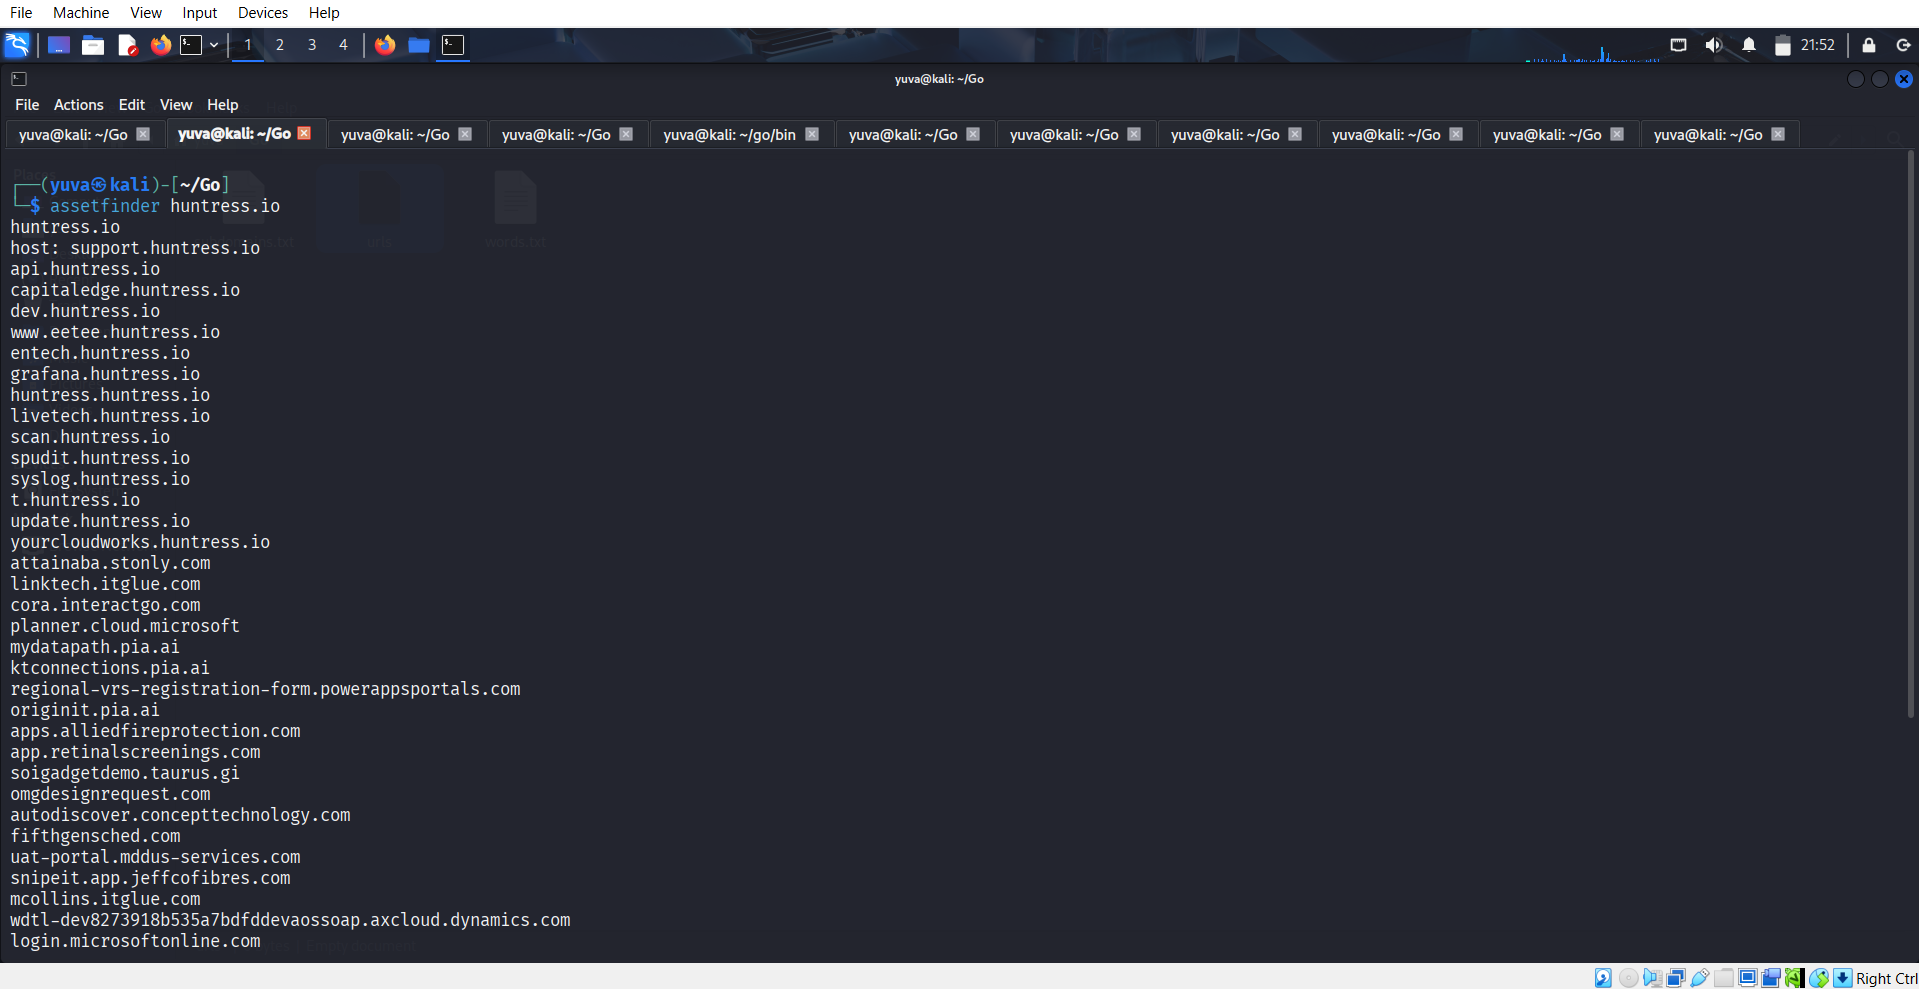 File Machine View Input Devices Help
1 2 3 4 21:52
yuva@kali: ~/Go
File Actions Edit View Help
yuva@kali: ~/Go yuva@kali: ~/Go yuva@kali: ~/Go yuva@kali: ~/Go yuva@kali: ~/go/bin yuva@kali: ~/Go yuva@kali: ~/Go yuva@kali: ~/Go yuva@kali: ~/Go yuva@kali: ~/Go yuva@kali: ~/Go
┌──(yuva㉿kali)-[~/Go]
└─$ assetfinder huntress.io
huntress.io
host: support.huntress.io
api.huntress.io
capitaledge.huntress.io
dev.huntress.io
www.eetee.huntress.io
entech.huntress.io
grafana.huntress.io
huntress.huntress.io
livetech.huntress.io
scan.huntress.io
spudit.huntress.io
syslog.huntress.io
t.huntress.io
update.huntress.io
yourcloudworks.huntress.io
attainaba.stonly.com
linktech.itglue.com
cora.interactgo.com
planner.cloud.microsoft
mydatapath.pia.ai
ktconnections.pia.ai
regional-vrs-registration-form.powerappsportals.com
originit.pia.ai
apps.alliedfireprotection.com
app.retinalscreenings.com
soigadgetdemo.taurus.gi
omgdesignrequest.com
autodiscover.concepttechnology.com
fifthgensched.com
uat-portal.mddus-services.com
snipeit.app.jeffcofibres.com
mcollins.itglue.com
wdtl-dev8273918b535a7bdfddevaossoap.axcloud.dynamics.com
login.microsoftonline.com
Right Ctrl